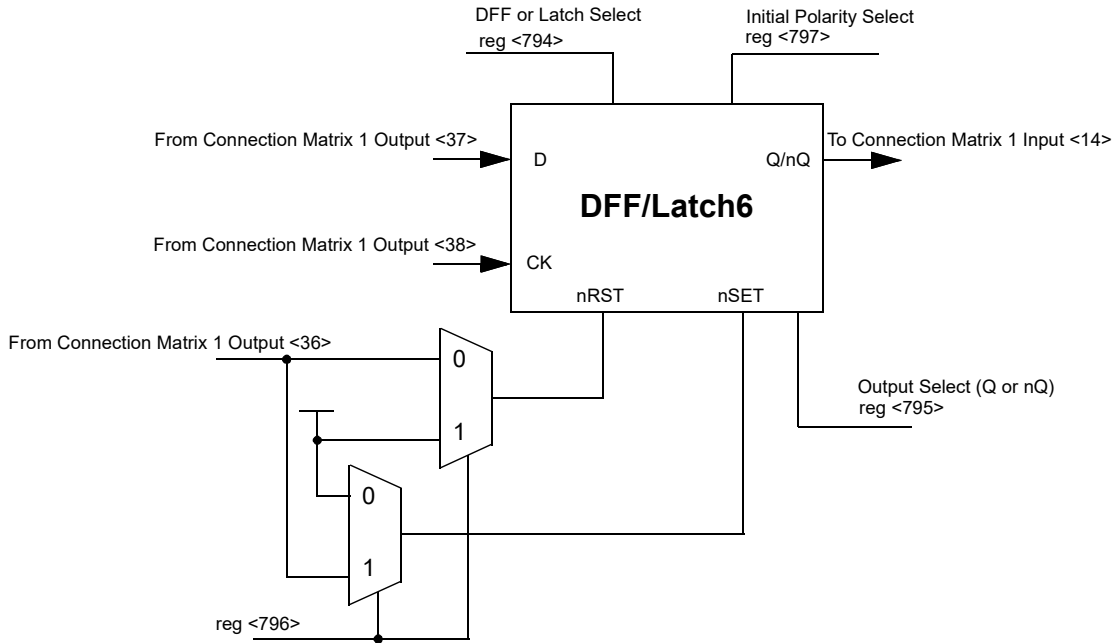 DFF or Latch Select
reg <794>
Initial Polarity Select
reg <797>
From Connection Matrix 1 Output <37>
D
Q/nQ
To Connection Matrix 1 Input <14>
DFF/Latch6
From Connection Matrix 1 Output <38>
CK
nRST
nSET
From Connection Matrix 1 Output <36>
0
1
Output Select (Q or nQ)
reg <795>
0
1
reg <796>